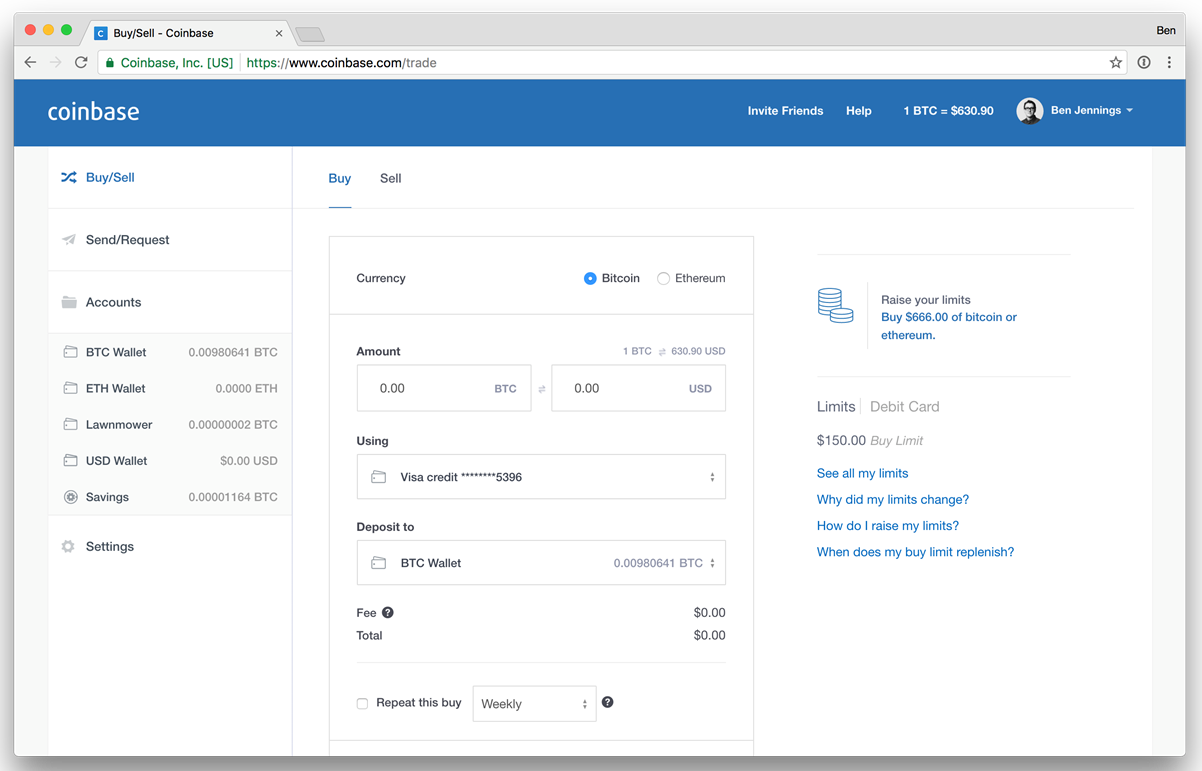 Buy/Sell - Coinbase
Ben
Coinbase, Inc. [US] https://www.coinbase.com/trade
coinbase
Invite Friends Help 1 BTC = $630.90 Ben Jennings
Buy/Sell
Send/Request
Accounts
BTC Wallet 0.00980641 BTC
ETH Wallet 0.0000 ETH
Lawnmower 0.00000002 BTC
USD Wallet $0.00 USD
Savings 0.00001164 BTC
Settings
Buy Sell
Currency Bitcoin Ethereum
Amount 1 BTC ⇌ 630.90 USD
0.00 BTC ⇌ 0.00 USD
Using
Visa credit ********5396
Deposit to
BTC Wallet 0.00980641 BTC
Fee ?
$0.00
Total $0.00
Repeat this buy Weekly ?
Raise your limits
Buy $666.00 of bitcoin or
ethereum.
Limits Debit Card
$150.00 Buy Limit
See all my limits
Why did my limits change?
How do I raise my limits?
When does my buy limit replenish?